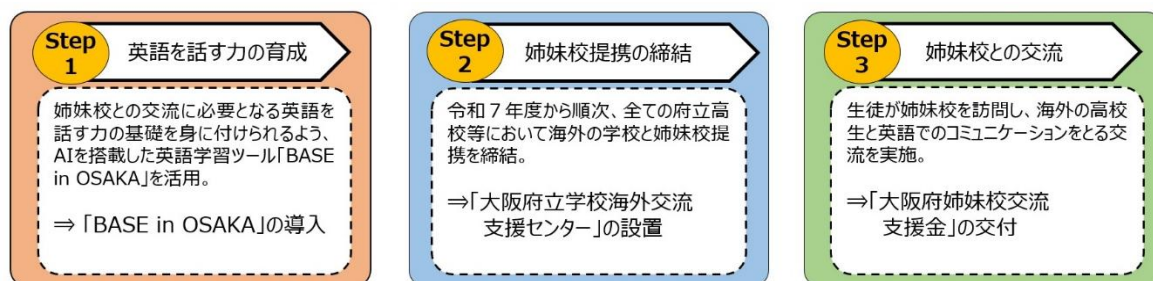 Step
1
英語を話す力の育成
姉妹校との交流に必要となる英語を
話す力の基礎を身に付けられるよう、
AIを搭載した英語学習ツール「BASE
in OSAKA」を活用。
⇒「BASE in OSAKA」の導入
Step
2
姉妹校提携の締結
令和7年度から順次、全ての府立高
校等において海外の学校と姉妹校提
携を締結。
⇒「大阪府立学校海外交流
支援センター」の設置
Step
3
姉妹校との交流
生徒が姉妹校を訪問し、海外の高校
生と英語でのコミュニケーションをとる交
流を実施。
⇒「大阪府姉妹校交流
支援金」の交付